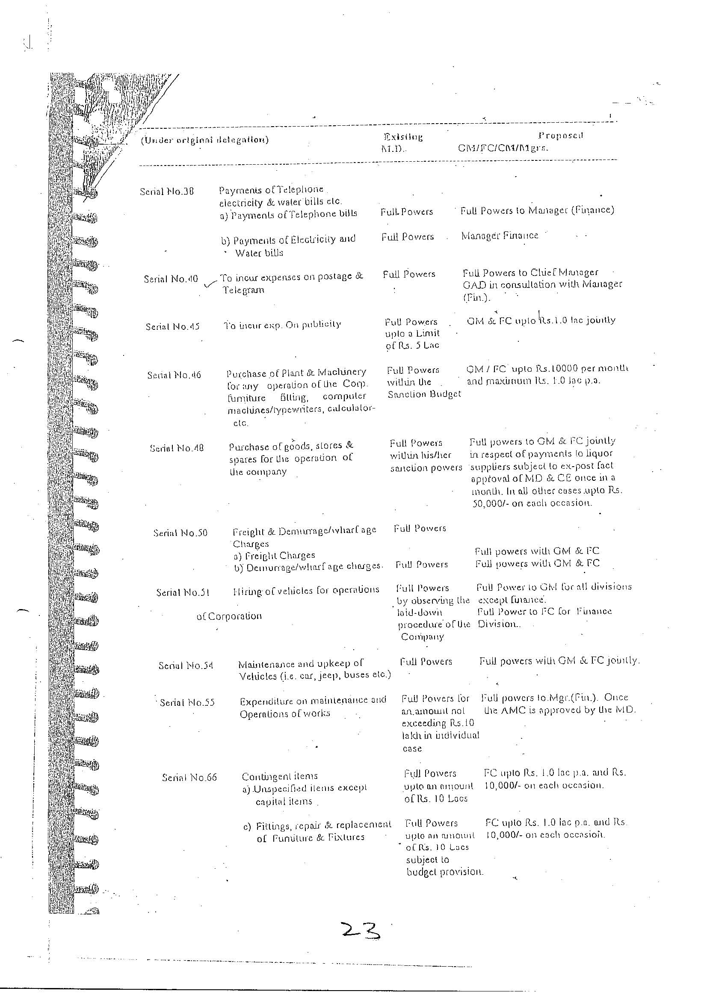 (Under original delegation) Existing Proposed
M.D. GM/FC/CM/Mgrs.
Serial No.38 Payments of Telephone
electricity & water bills etc.
a) Payments of Telephone bills Full Powers Full Powers to Manager (Finance)
b) Payments of Electricity and Full Powers Manager Finance
Water bills
Serial No.40 To incur expenses on postage & Full Powers Full Powers to Chief Manager
Telegram GAD in consultation with Manager
(Fin.).
Serial No.45 To incur exp. On publicity Full Powers GM & FC upto Rs.1.0 lac jointly
upto a Limit
of Rs. 5 Lac
Serial No.46 Purchase of Plant & Machinery Full Powers GM / FC upto Rs.10000 per month
for any operation of the Corp. within the and maximum Rs. 1.0 lac p.a.
furniture fitting, computer Sanction Budget
machines/typewriters, calculator-
etc.
Serial No.48 Purchase of goods, stores & Full Powers Full powers to GM & FC jointly
spares for the operation of within his/her in respect of payments to liquor
the company sanction powers suppliers subject to ex-post fact
approval of MD & CE once in a
month. In all other cases upto Rs.
50,000/- on each occasion.
Serial No.50 Freight & Demurrage/wharf age Full Powers
Charges
a) Freight Charges Full powers with GM & FC
b) Demurrage/wharf age charges. Full Powers Full powers with GM & FC
Serial No.51 Hiring of vehicles for operations Full Powers Full Power to GM for all divisions
by observing the except finance.
of Corporation laid-down Full Power to FC for Finance
procedure of the Division..
Company
Serial No.54 Maintenance and upkeep of Full Powers Full powers with GM & FC jointly.
Vehicles (i.e. car, jeep, buses etc.)
Serial No.55 Expenditure on maintenance and Full Powers for Full powers to Mgr.(Fin.). Once
Operations of works an amount not the AMC is approved by the MD.
exceeding Rs.10
lakh in individual
case
Serial No.66 Contingent items Full Powers FC upto Rs. 1.0 lac p.a. and Rs.
a) Unspecified items except upto an amount 10,000/- on each occasion.
capital items of Rs. 10 Lacs
c) Fittings, repair & replacement Full Powers FC upto Rs. 1.0 lac p.a. and Rs.
of Furniture & Fixtures upto an amount 10,000/- on each occasion.
of Rs. 10 Lacs
subject to
budget provision.
23